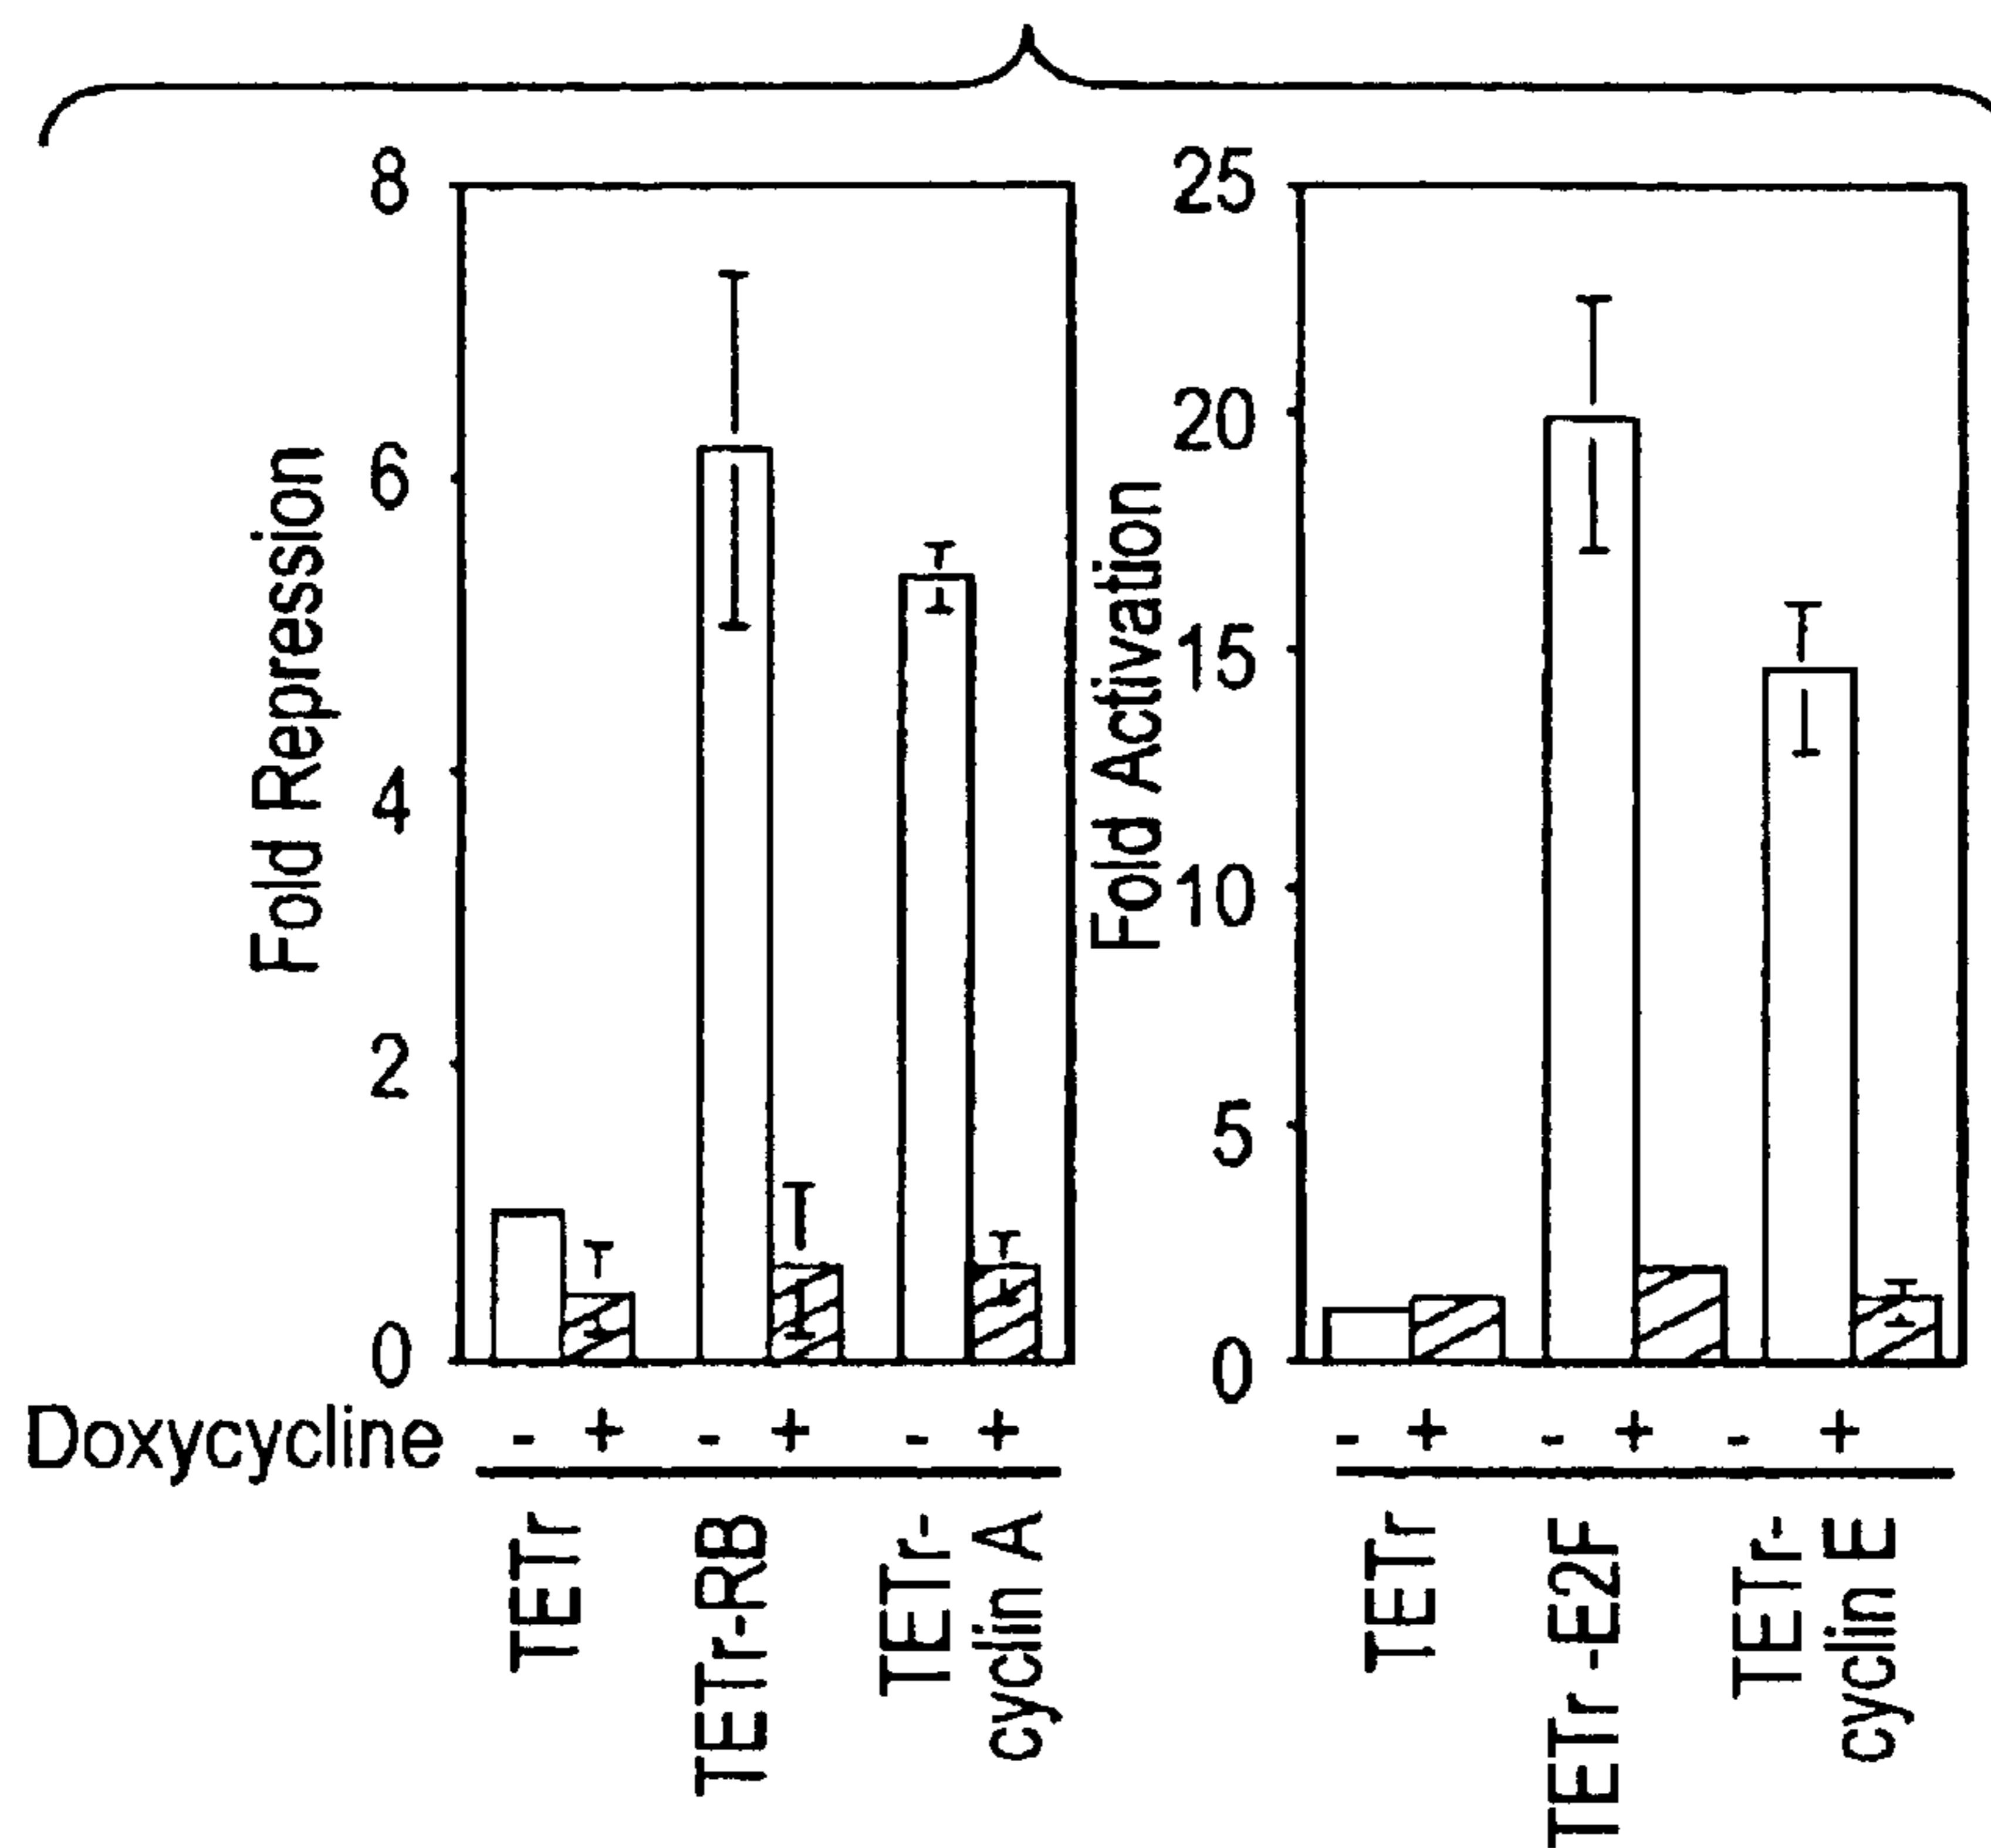 Fold Repression
8
6
4
2
0
Fold Activation
25
20
15
10
5
0
Doxycycline - + - + - + - + - + - +
TETr
TETr-RB
TETr-
cyclin A
TETr
TETr -E2F
TETr-
cyclin E